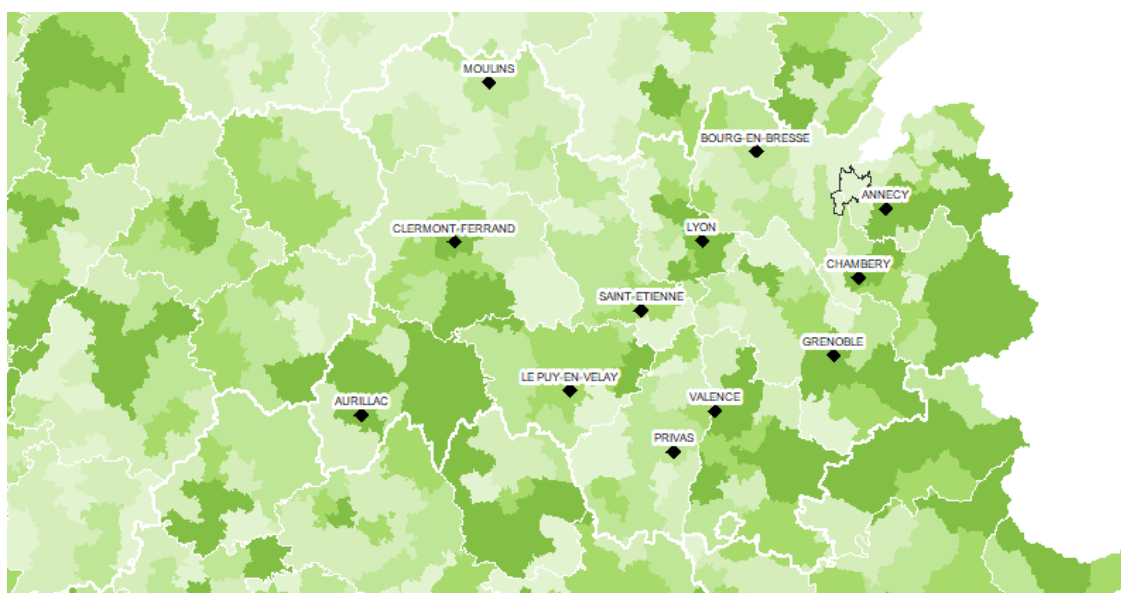 MOULINS
BOURG-EN-BRESSE
ANNECY
CLERMONT-FERRAND
LYON
CHAMBERY
SAINT-ETIENNE
GRENOBLE
LE PUY-EN-VELAY
AURILLAC
VALENCE
PRIVAS